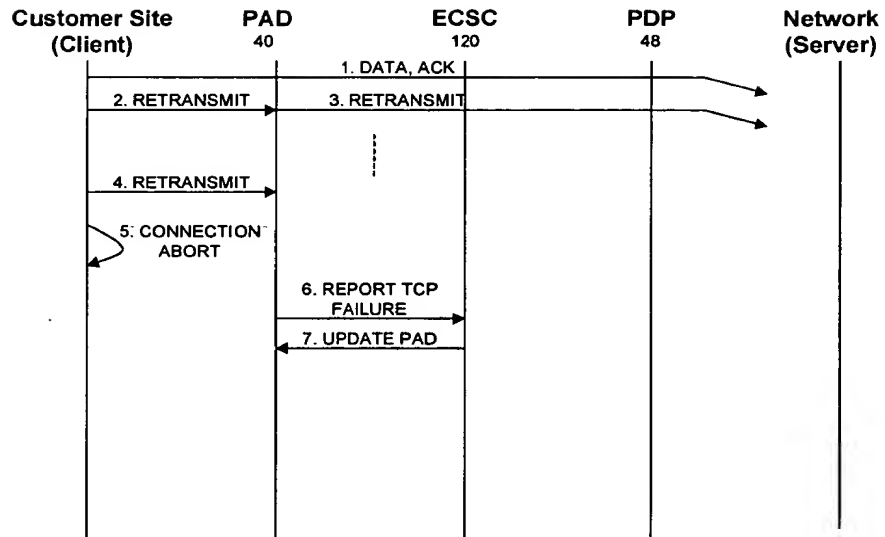 Customer Site PAD ECSC PDP Network
(Client) 40 120 48 (Server)
1. DATA, ACK
2. RETRANSMIT 3. RETRANSMIT
4. RETRANSMIT
5. CONNECTION
ABORT
6. REPORT TCP
FAILURE
7. UPDATE PAD